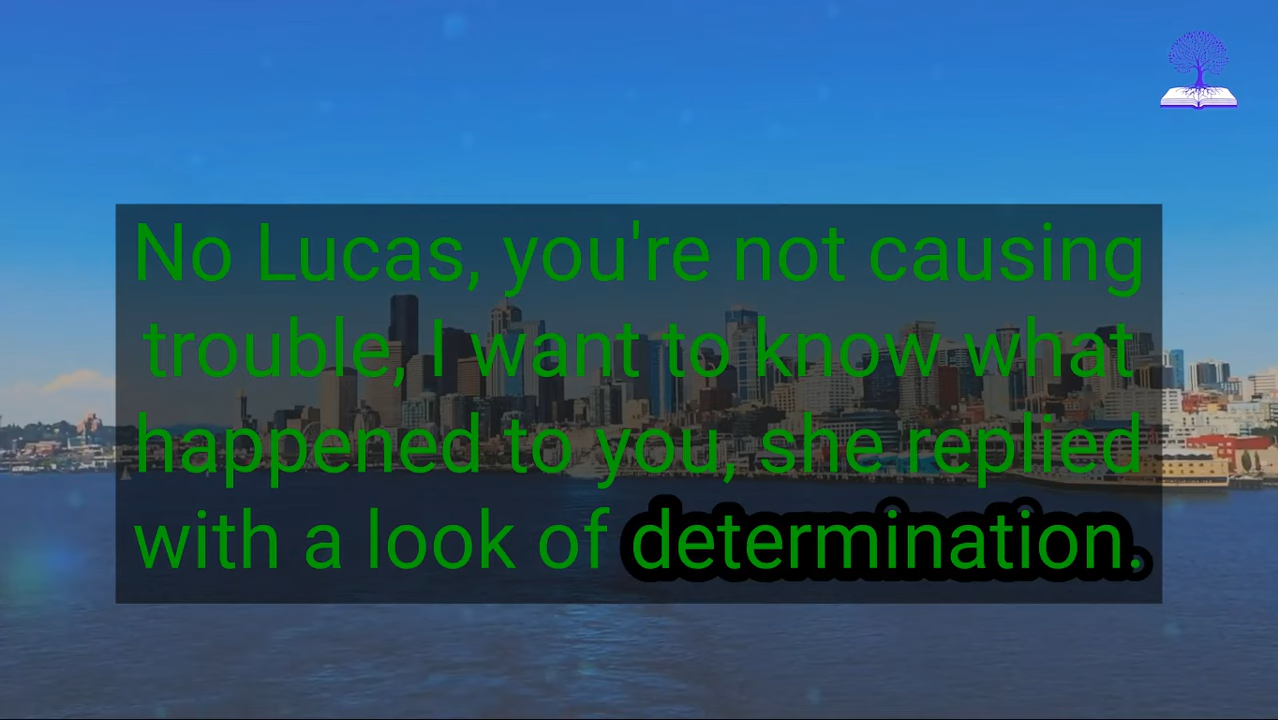 No Lucas, you're not causing
trouble, I want to know what
happened to you, she replied
with a look of determination.